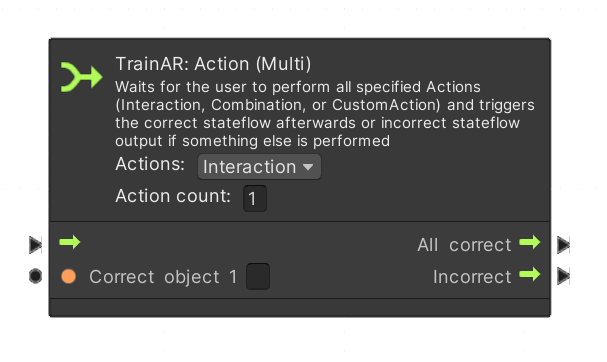 TrainAR: Action (Multi)
Waits for the user to perform all specified Actions
(Interaction, Combination, or CustomAction) and triggers
the correct stateflow afterwards or incorrect stateflow
output if something else is performed
Actions: Interaction
Action count: 1
All correct
Correct object 1 Incorrect